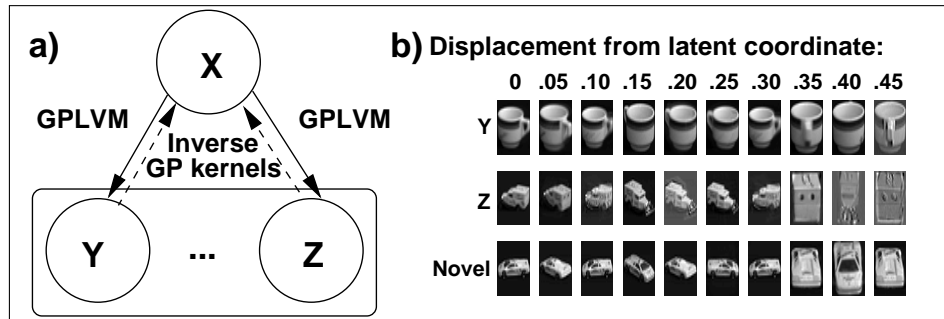 a)
X
GPLVM
GPLVM
Inverse
GP kernels
Y
...
Z
b) Displacement from latent coordinate:
0 .05 .10 .15 .20 .25 .30 .35 .40 .45
Y
Z
Novel